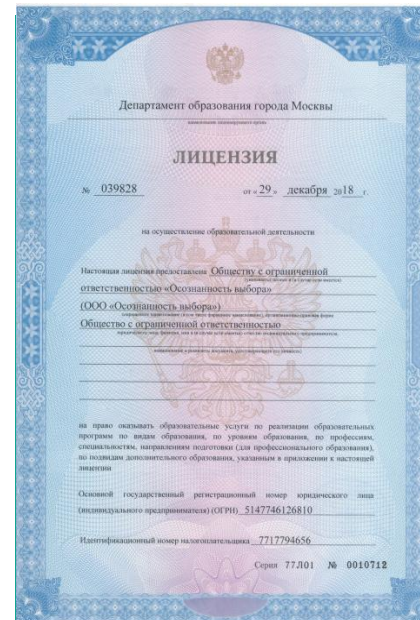 Департамент образования города Москвы
наименование лицензирующего органа
ЛИЦЕНЗИЯ
№ 039828 от « 29 » декабря 2018 г.
на осуществление образовательной деятельности
Настоящая лицензия предоставлена Обществу с ограниченной
ответственностью «Осознанность выбора»
(ООО «Осознанность выбора»)
Общество с ограниченной ответственностью
на право оказывать образовательные услуги по реализации образовательных
программ по видам образования, по уровням образования, по профессиям,
специальностям, направлениям подготовки (для профессионального образования),
по подвидам дополнительного образования, указанным в приложении к настоящей
лицензии
Основной государственный регистрационный номер юридического лица
(индивидуального предпринимателя) (ОГРН) 5147746126810
Идентификационный номер налогоплательщика 7717794656
Серия 77Л01 № 0010712